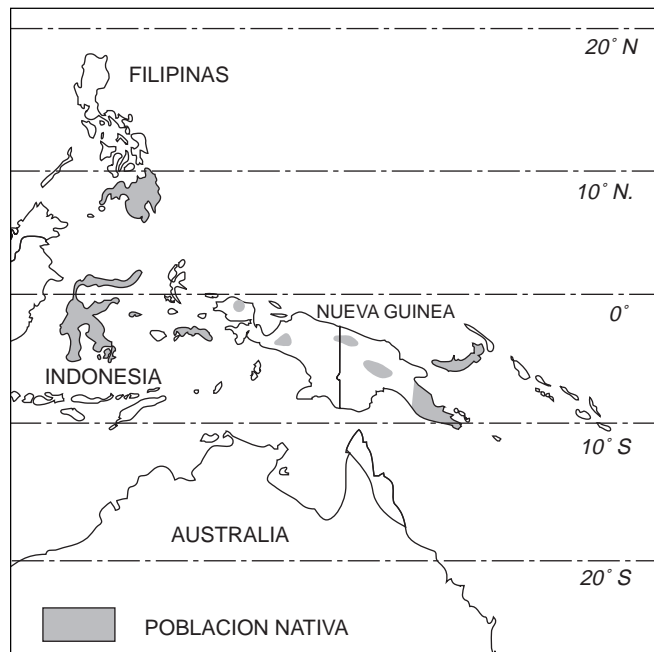 20° N
FILIPINAS
10° N.
0°
NUEVA GUINEA
INDONESIA
10° S
AUSTRALIA
20° S
POBLACION NATIVA